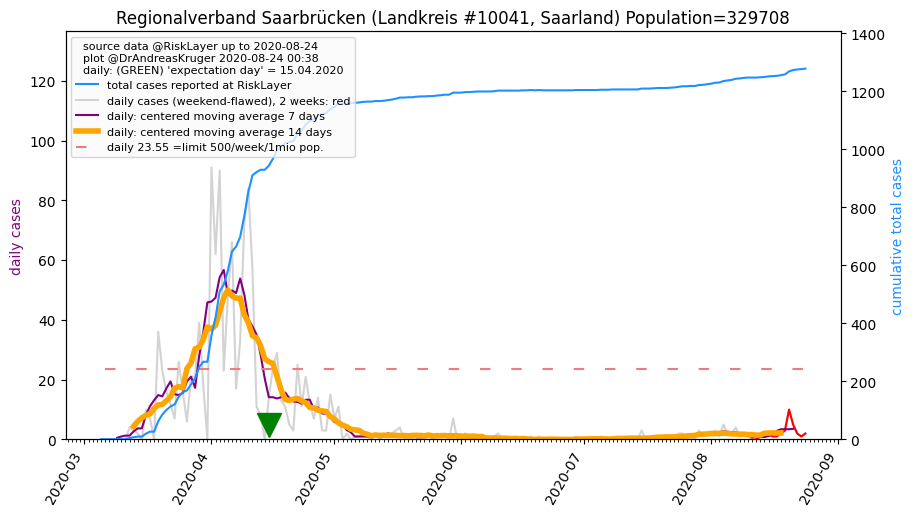 Regionalverband Saarbrücken (Landkreis #10041, Saarland) Population=329708
source data @RiskLayer up to 2020-08-24
plot @DrAndreasKruger 2020-08-24 00:38
daily: (GREEN) 'expectation day' = 15.04.2020
total cases reported at RiskLayer
daily cases (weekend-flawed), 2 weeks: red
daily: centered moving average 7 days
daily: centered moving average 14 days
daily 23.55 =limit 500/week/1mio pop.
daily cases
120
100
80
60
40
20
0
1400
1200
1000
800
600
400
200
0
cumulative total cases
2020-03
2020-04
2020-05
2020-06
2020-07
2020-08
2020-09